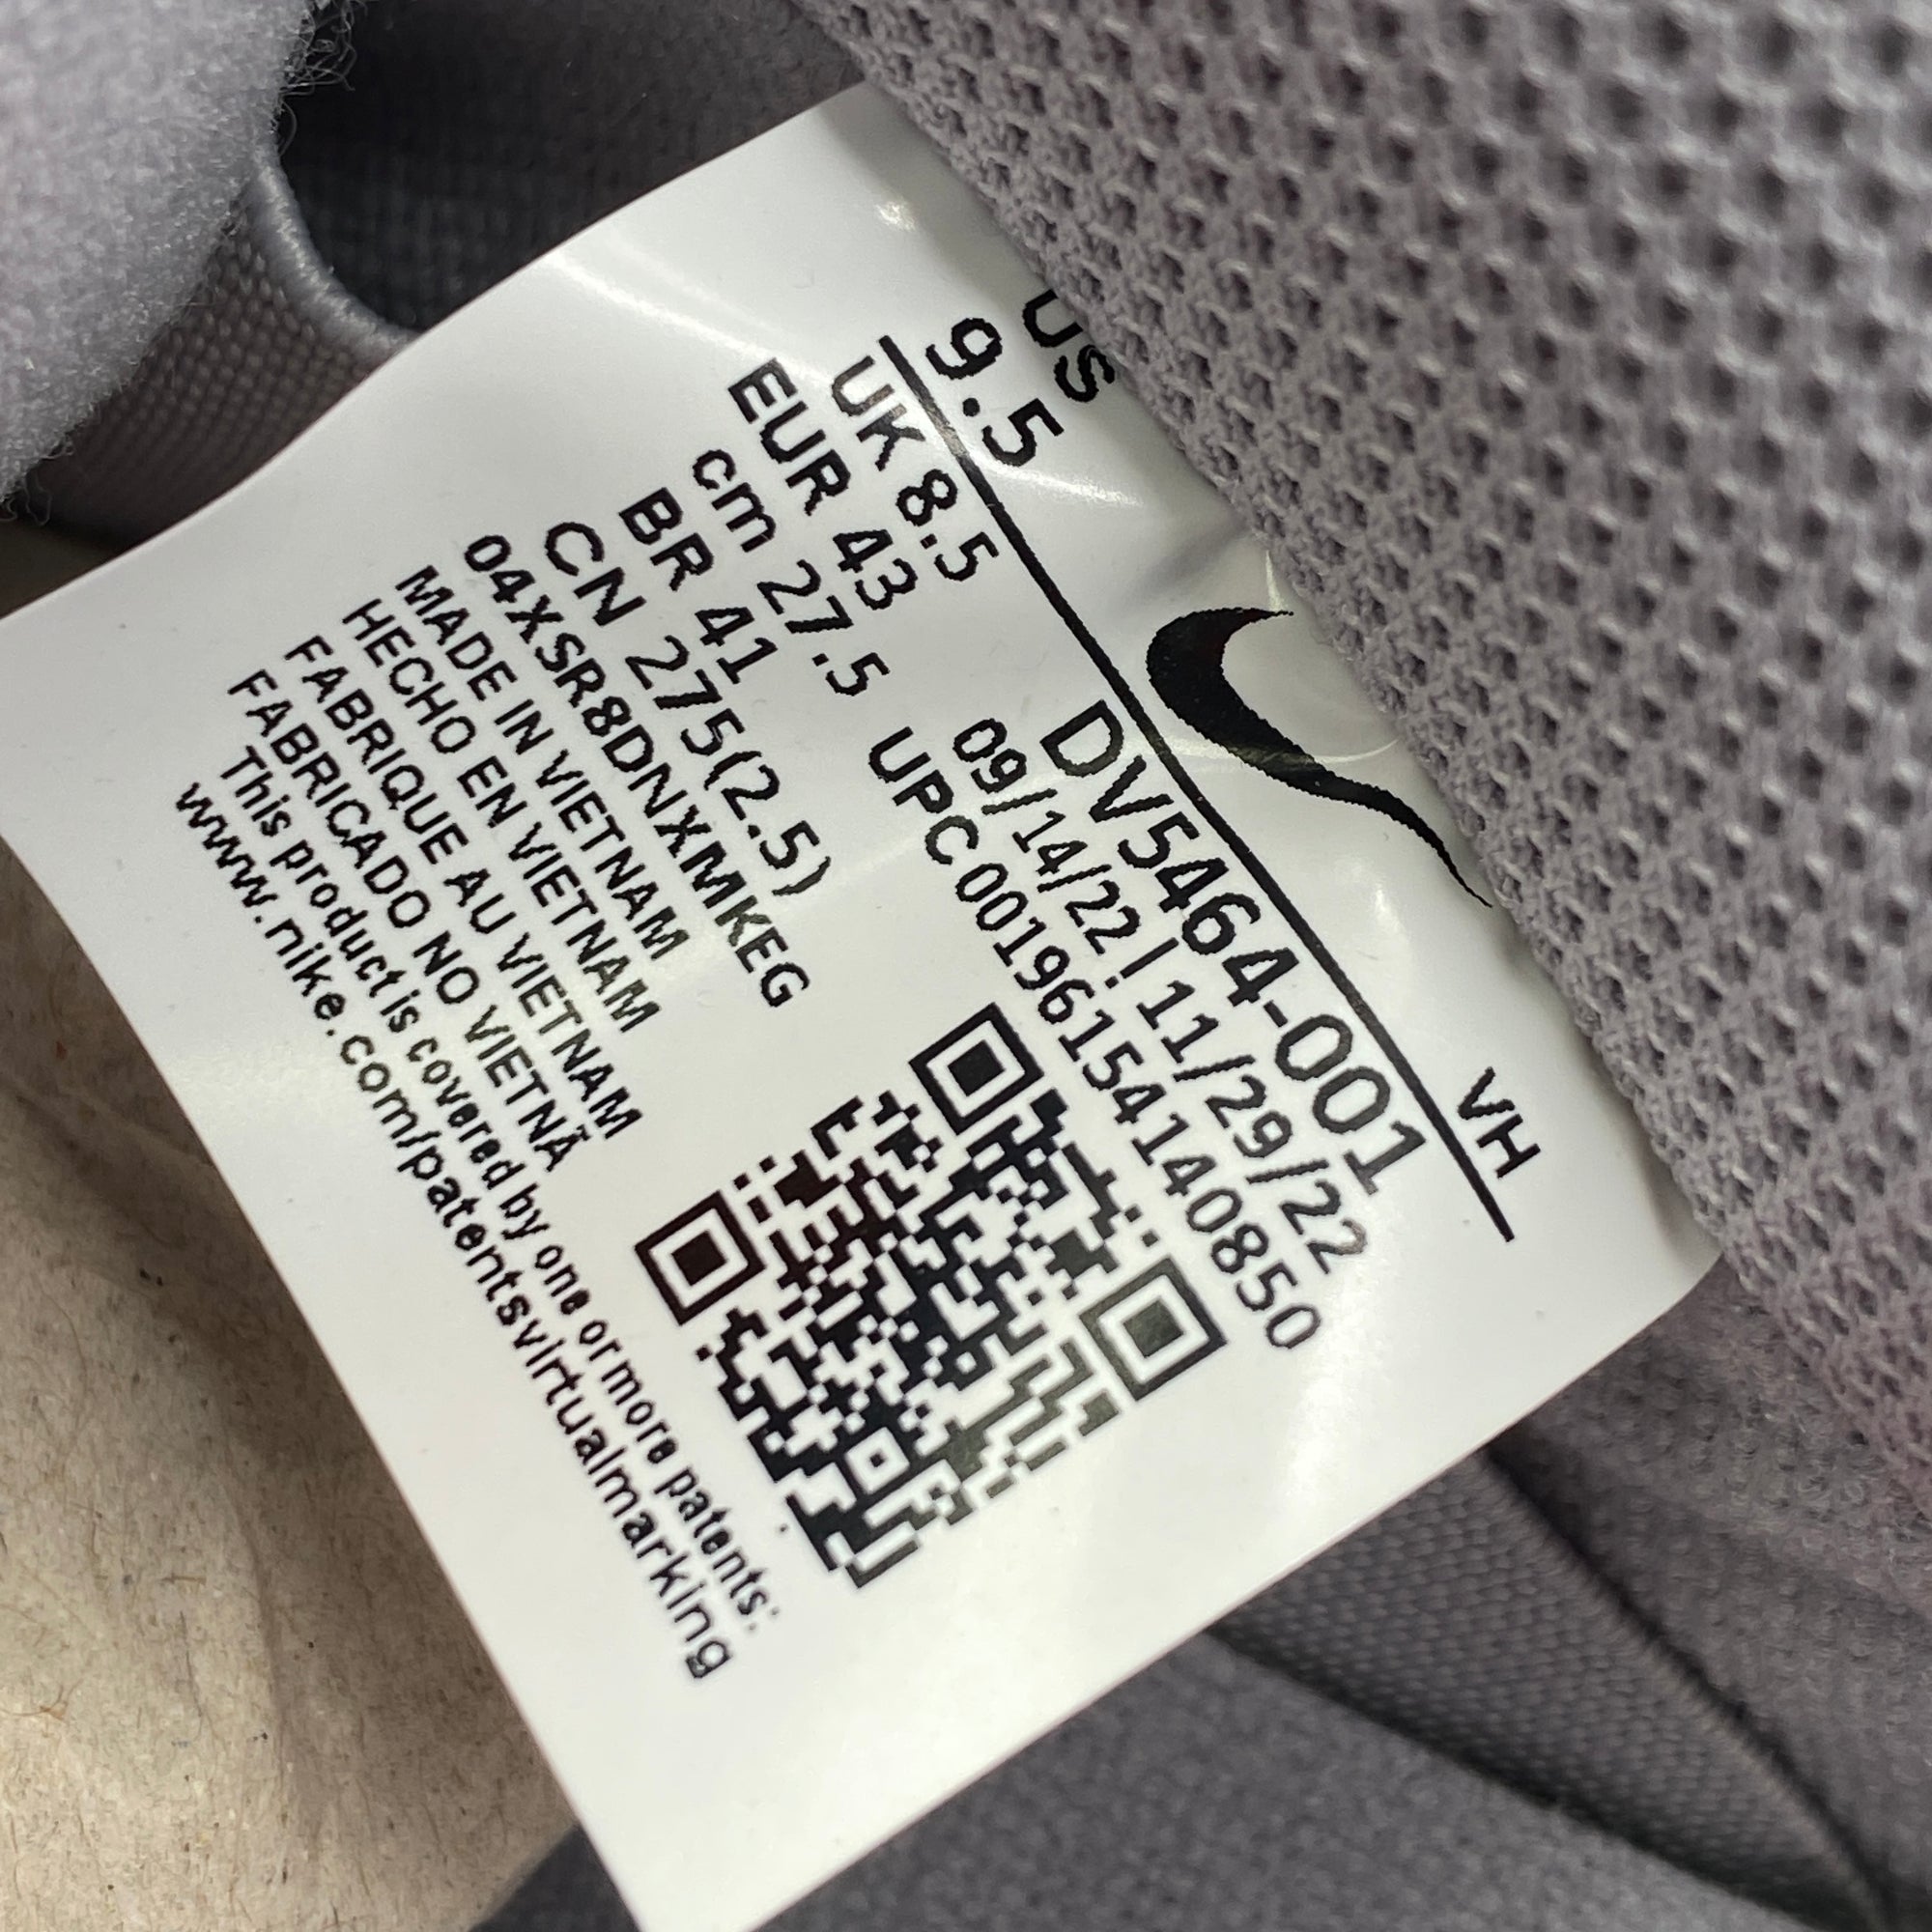 US
9.5
VH
UK 8.5
EUR 43
cm 27.5
BR 41
CN 275(2.5)
04XSR8DNXMKEG
MADE IN VIETNAM
HECHO EN VIETNAM
FABRIQUE AU VIETNAM
FABRICADO NO VIETNÃ
This product is covered by one or more patents:
www.nike.com/patentsvirtualmarking
DV5464-001
09/14/22 | 11/29/22
UPC 00196154140850